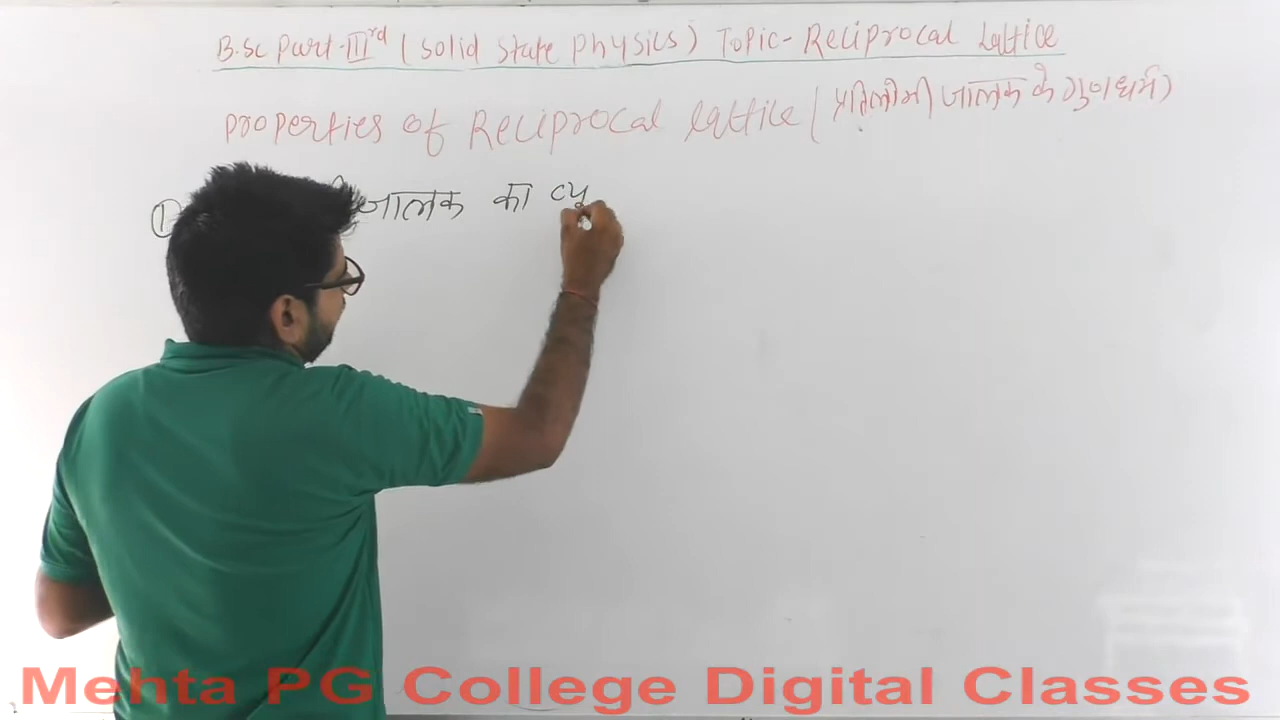 B.Sc Part-III rd (Solid State Physics) Topic-Reciprocal Lattice
Properties of Reciprocal lattice (प्रतिलोमी जालक के गुणधर्म)
① जालक का व्यु
Mehta PG College Digital Classes